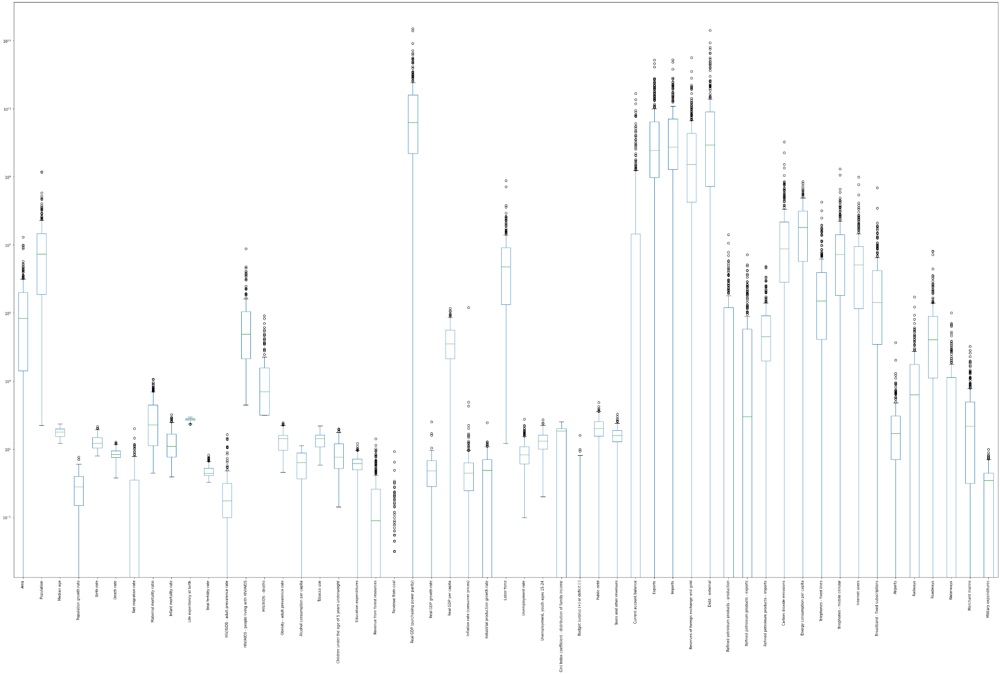 10¹³
10¹¹
10⁹
10⁷
10⁵
10³
10¹
10⁻¹
Area
Population
Median age
Population growth rate
Birth rate
Death rate
Net migration rate
Maternal mortality ratio
Infant mortality rate
Life expectancy at birth
Total fertility rate
HIV/AIDS - adult prevalence rate
HIV/AIDS - people living with HIV/AIDS
HIV/AIDS - deaths
Obesity - adult prevalence rate
Alcohol consumption per capita
Tobacco use
Children under the age of 5 years underweight
Education expenditures
Revenue from forest resources
Revenue from coal
Real GDP (purchasing power parity)
Real GDP growth rate
Real GDP per capita
Inflation rate (consumer prices)
Industrial production growth rate
Labor force
Unemployment rate
Unemployment, youth ages 15-24
Gini Index coefficient - distribution of family income
Budget surplus (+) or deficit (-)
Public debt
Taxes and other revenues
Current account balance
Exports
Imports
Reserves of foreign exchange and gold
Debt - external
Refined petroleum products - production
Refined petroleum products - exports
Refined petroleum products - imports
Carbon dioxide emissions
Energy consumption per capita
Telephones - fixed lines
Telephones - mobile cellular
Internet users
Broadband - fixed subscriptions
Airports
Railways
Roadways
Waterways
Merchant marine
Military expenditures